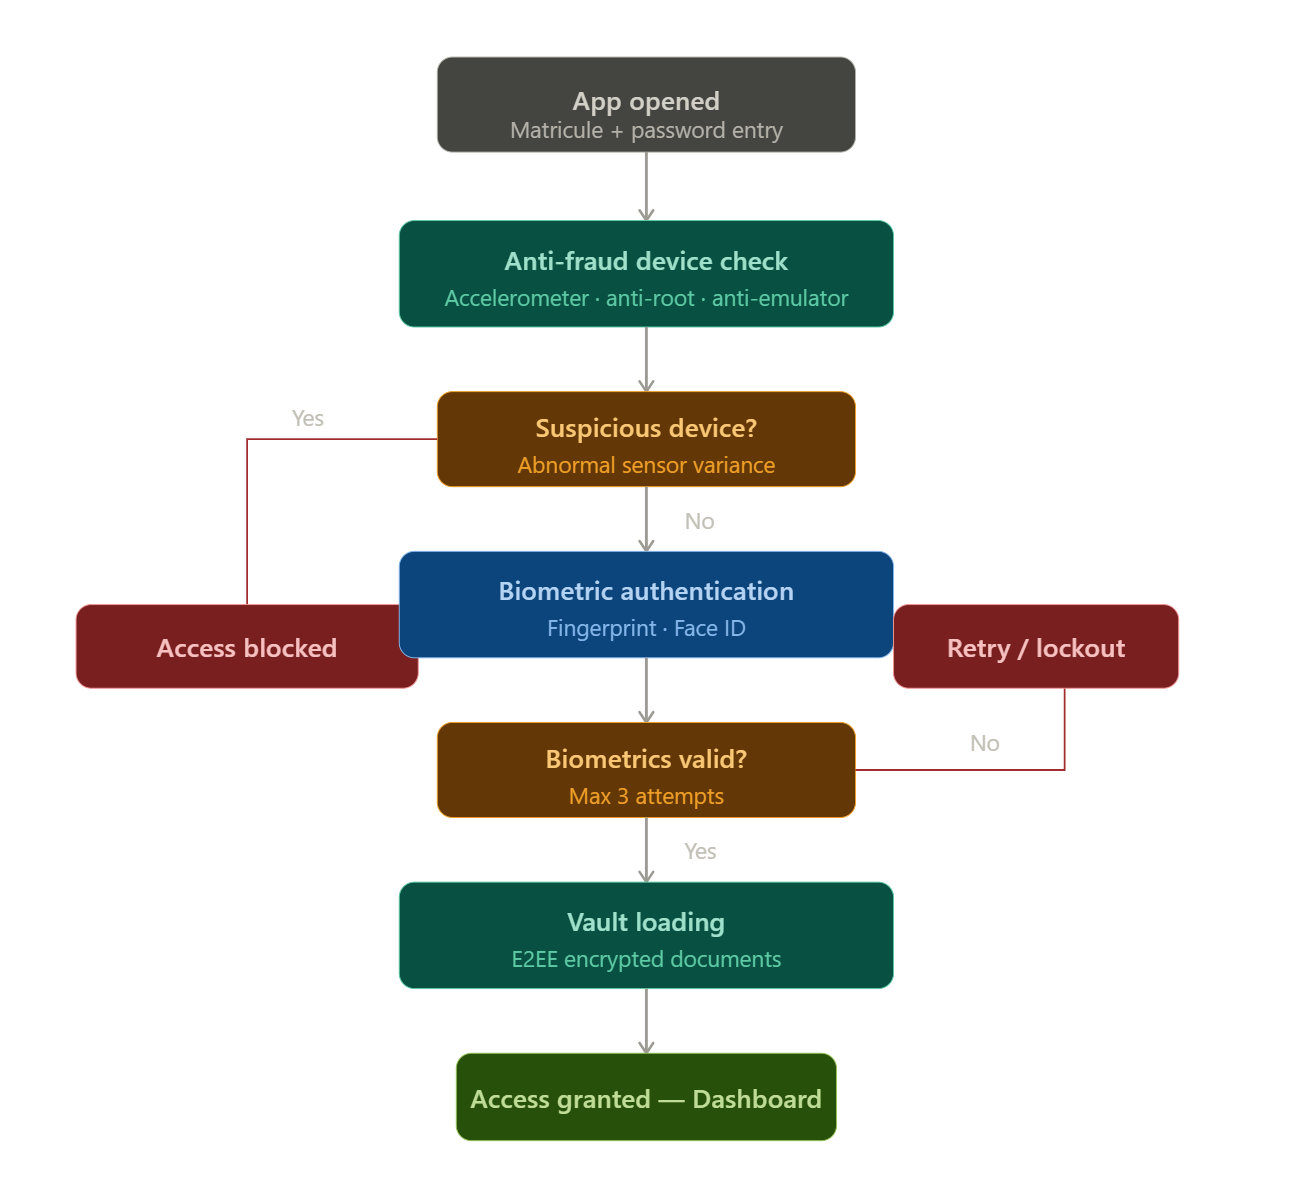 App opened
Matricule + password entry
Anti-fraud device check
Accelerometer · anti-root · anti-emulator
Yes
Suspicious device?
Abnormal sensor variance
No
Biometric authentication
Fingerprint · Face ID
Access blocked
Retry / lockout
Biometrics valid?
Max 3 attempts
No
Yes
Vault loading
E2EE encrypted documents
Access granted — Dashboard